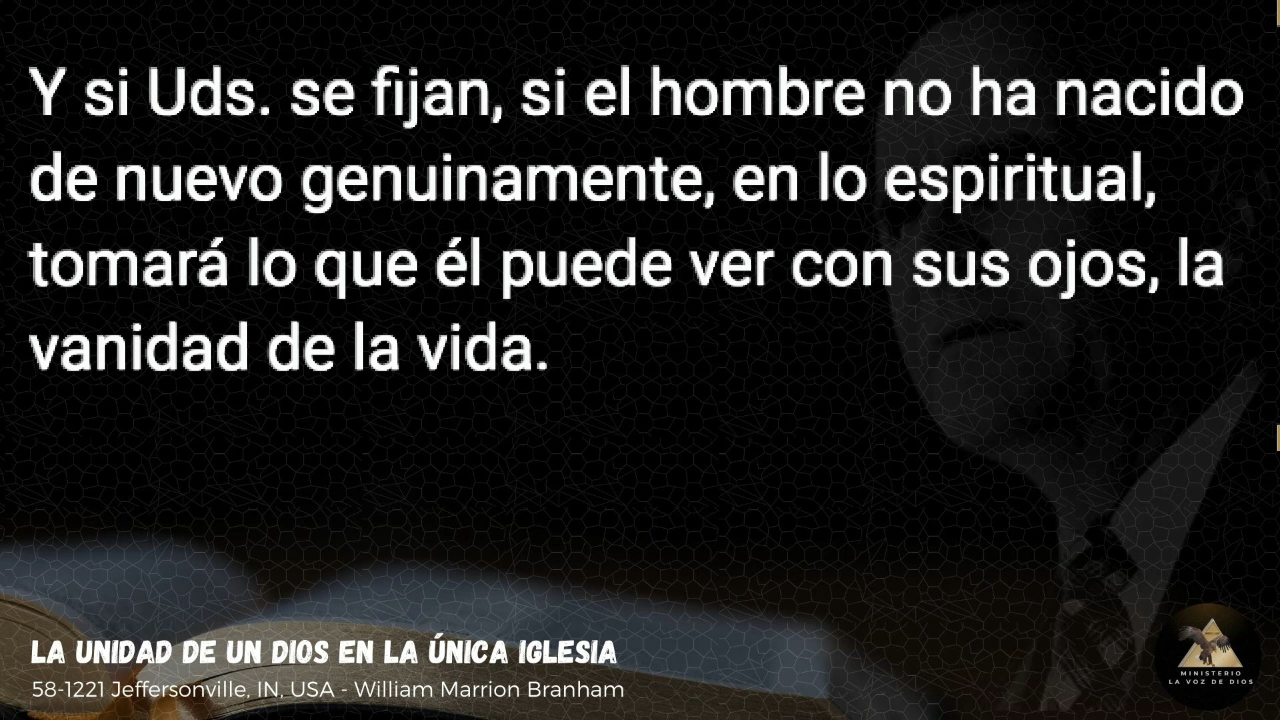 Y si Uds. se fijan, si el hombre no ha nacido
de nuevo genuinamente, en lo espiritual,
tomará lo que él puede ver con sus ojos, la
vanidad de la vida.
LA UNIDAD DE UN DIOS EN LA ÚNICA IGLESIA
58-1221 Jeffersonville, IN, USA - William Marrion Branham
MINISTERIO
LA VOZ DE DIOS